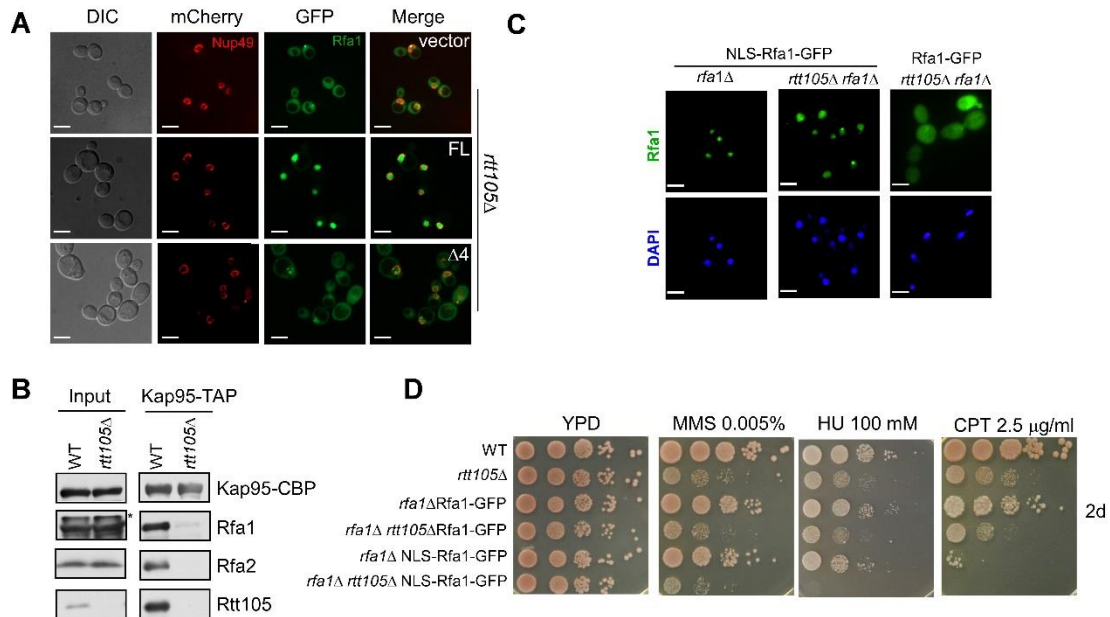 A
DIC mCherry GFP Merge
Nup49 Rfa1 vector
FL
Δ4
rtt105Δ
B
Input Kap95-TAP
WT rtt105Δ WT rtt105Δ
Kap95-CBP
* Rfa1
Rfa2
Rtt105
C
NLS-Rfa1-GFP Rfa1-GFP
rfa1Δ rtt105Δ rfa1Δ rtt105Δ rfa1Δ
Rfa1
DAPI
D
YPD MMS 0.005% HU 100 mM CPT 2.5 µg/ml
WT
rtt105Δ
rfa1ΔRfa1-GFP
rfa1Δ rtt105ΔRfa1-GFP
rfa1Δ NLS-Rfa1-GFP
rfa1Δ rtt105Δ NLS-Rfa1-GFP
2d